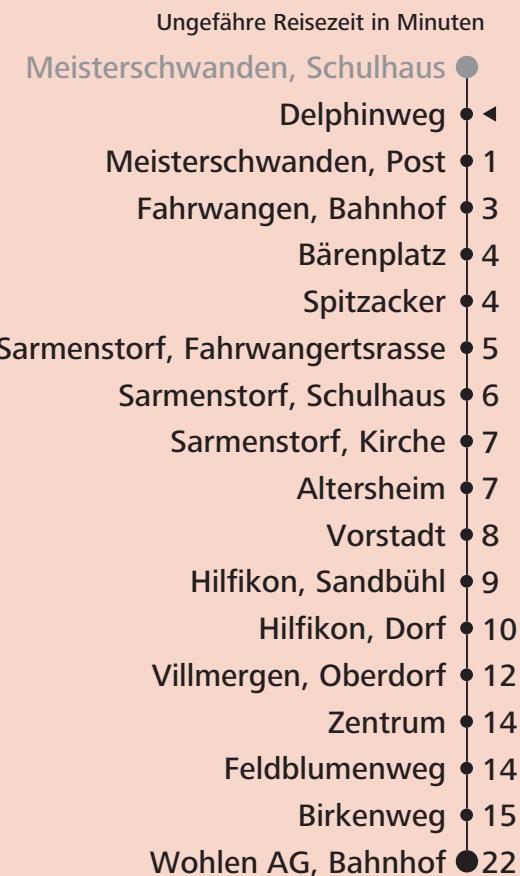 Ungefähre Reisezeit in Minuten
Meisterschwanden, Schulhaus
Delphinweg
Meisterschwanden, Post 1
Fahrwangen, Bahnhof 3
Bärenplatz 4
Spitzacker 4
Sarmenstorf, Fahrwangertsrasse 5
Sarmenstorf, Schulhaus 6
Sarmenstorf, Kirche 7
Altersheim 7
Vorstadt 8
Hilfikon, Sandbühl 9
Hilfikon, Dorf 10
Villmergen, Oberdorf 12
Zentrum 14
Feldblumenweg 14
Birkenweg 15
Wohlen AG, Bahnhof 22